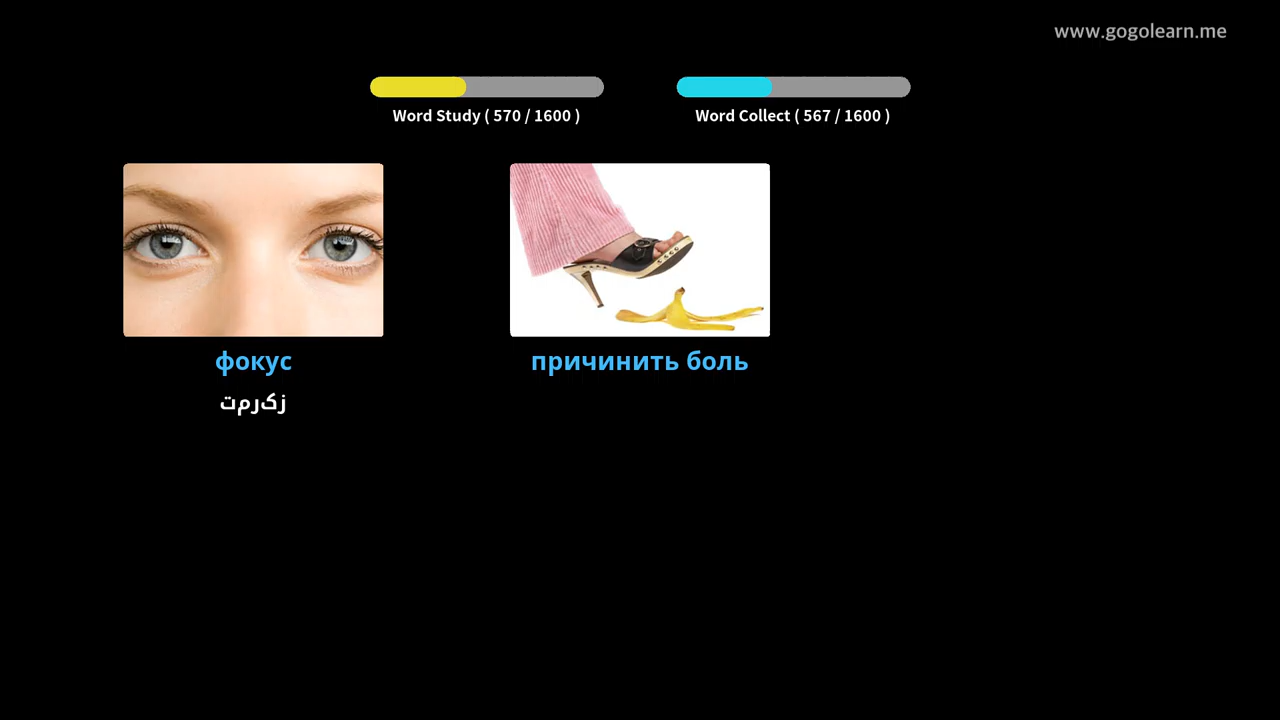 www.gogolearn.me
Word Study ( 570 / 1600 )
Word Collect ( 567 / 1600 )
фокус
причинить боль
زکرمت